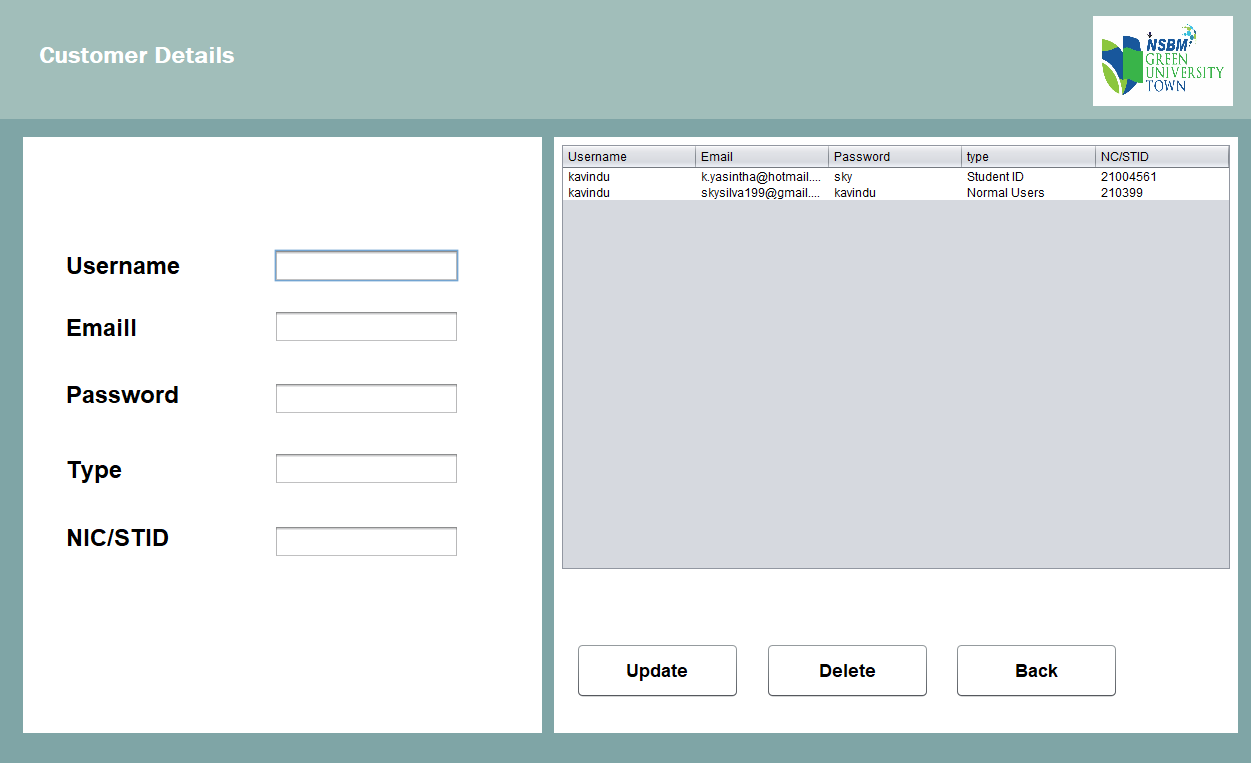 Customer Details
NSBM
GREEN
UNIVERSITY
TOWN
Username
Emaill
Password
Type
NIC/STID
Username Email Password type NC/STID
kavindu k.yasintha@hotmail.... sky Student ID 21004561
kavindu skysilva199@gmail.... kavindu Normal Users 210399
Update Delete Back